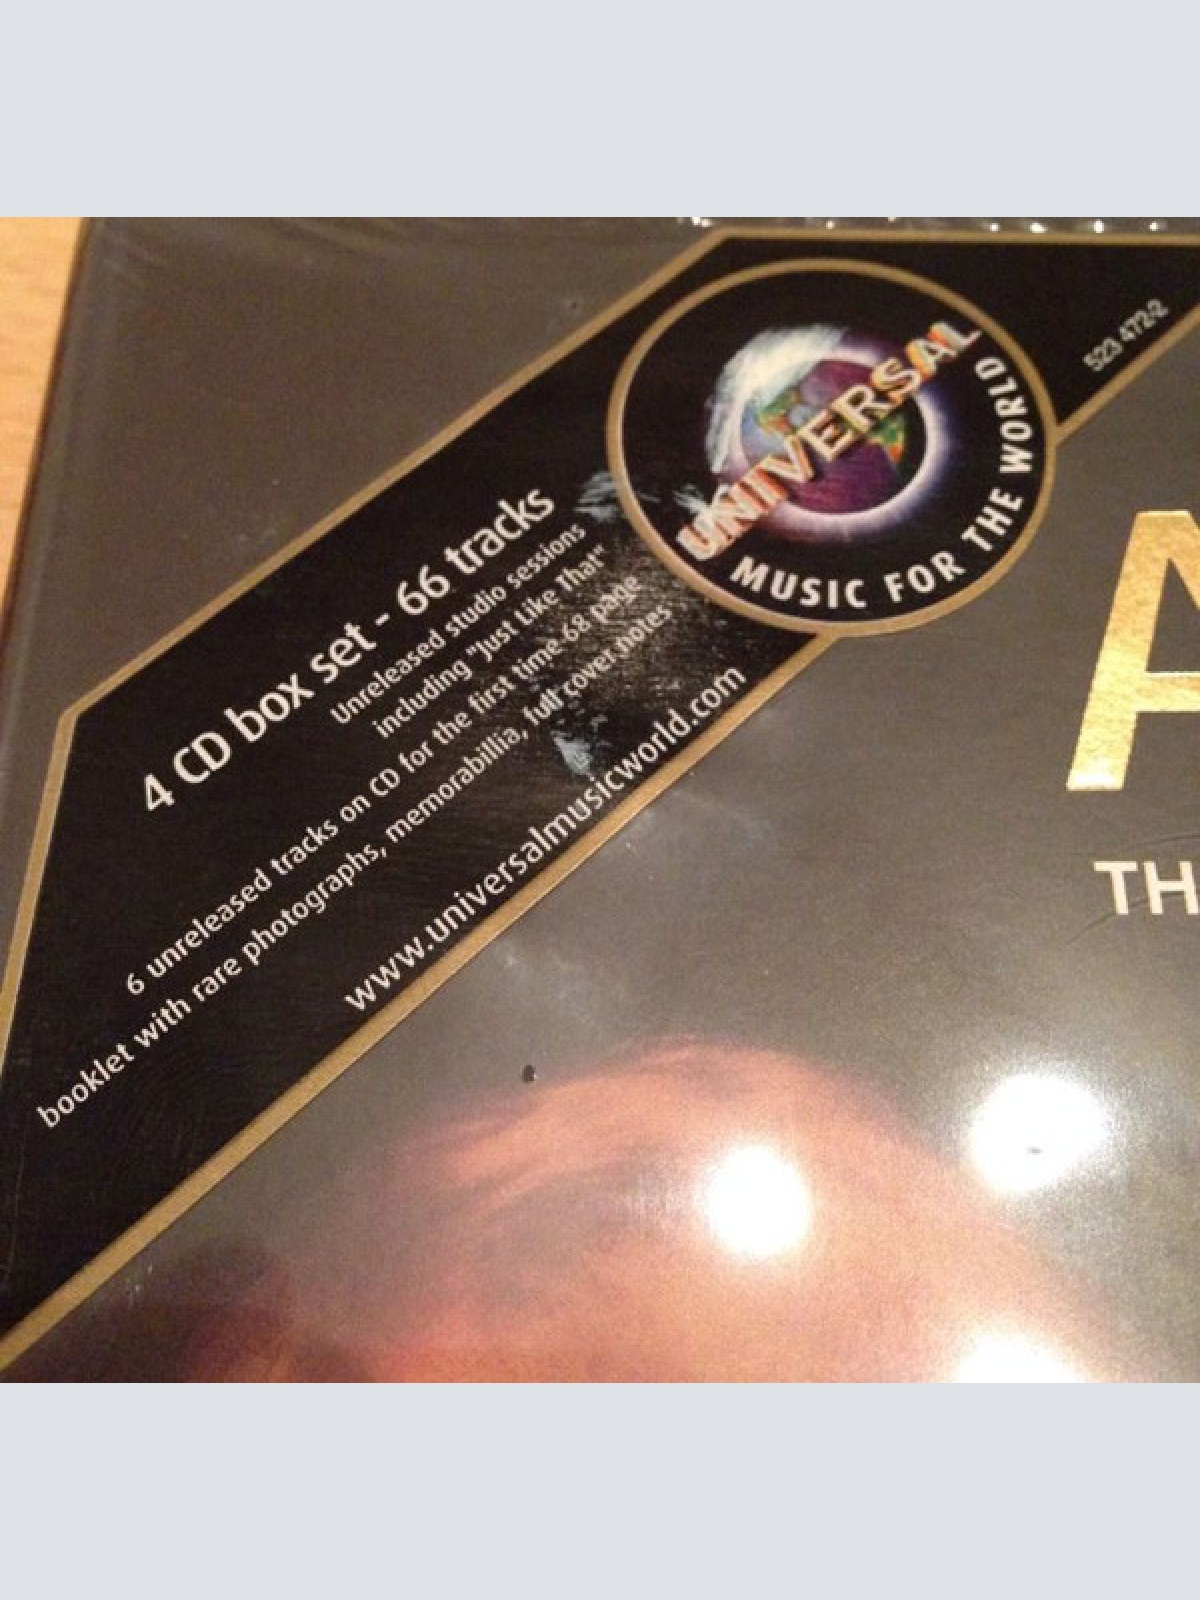 523 472-2
UNIVERSAL
MUSIC FOR THE WORLD
4 CD box set - 66 tracks
Unreleased studio sessions
including "Just Like That"
6 unreleased tracks on CD for the first time-68 page
booklet with rare photographs, memorabillia, full cover notes
www.universalmusicworld.com
A
TH